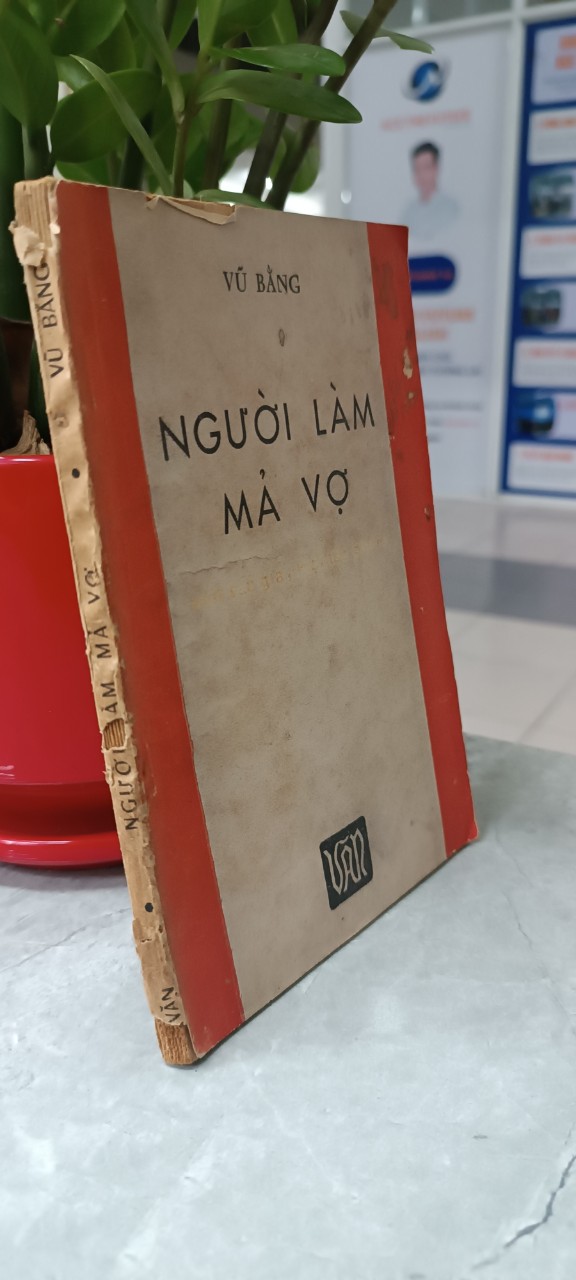 VŨ BẰNG
NGƯỜI LÀM
MẢ VỢ
VĂN
VŨ BẰNG • NGƯỜI LÀM MẢ VỢ • VĂN